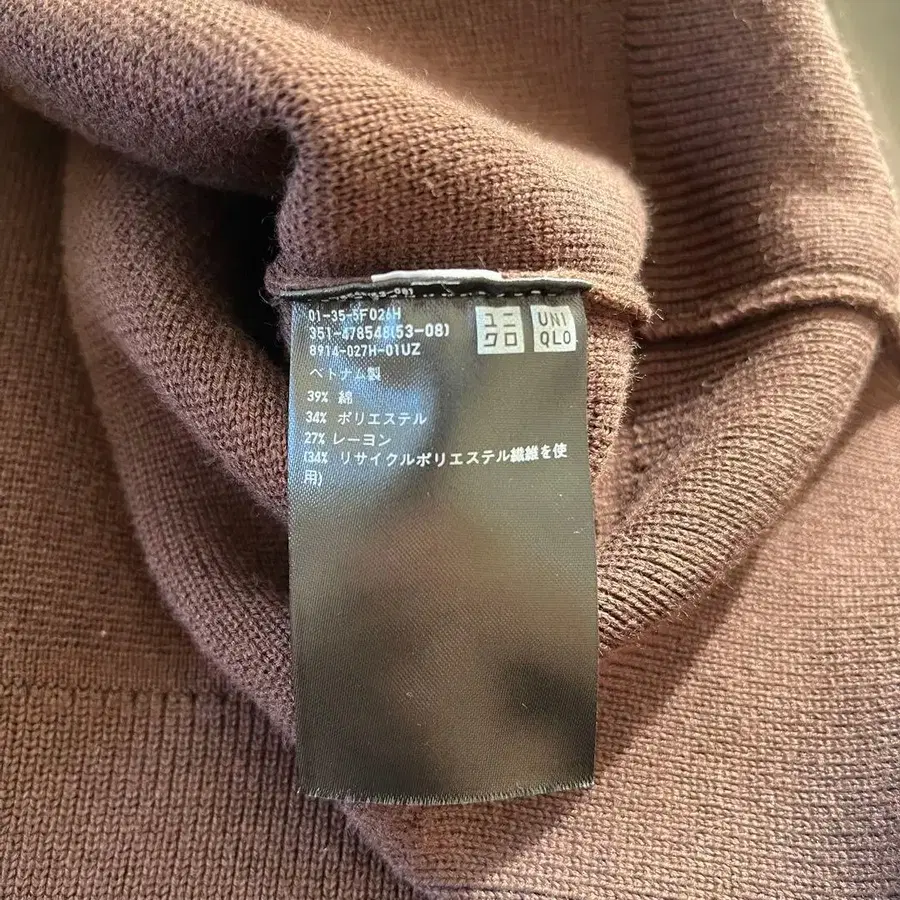 01-35-5F026H
351-478548(53-08)
8914-027H-01UZ
ユニ
クロ
UNI
QLO
ベトナム製
39% 綿
34% ポリエステル
27% レーヨン
(34% リサイクルポリエステル繊維を使
用)